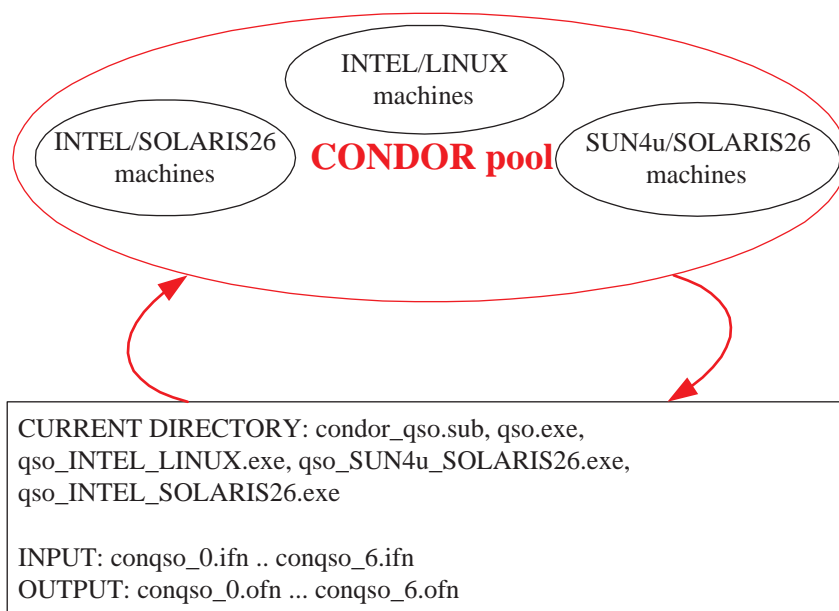 INTEL/LINUX
machines
INTEL/SOLARIS26
machines
CONDOR pool
SUN4u/SOLARIS26
machines
CURRENT DIRECTORY: condor_qso.sub, qso.exe,
qso_INTEL_LINUX.exe, qso_SUN4u_SOLARIS26.exe,
qso_INTEL_SOLARIS26.exe
INPUT: conqso_0.ifn .. conqso_6.ifn
OUTPUT: conqso_0.ofn ... conqso_6.ofn